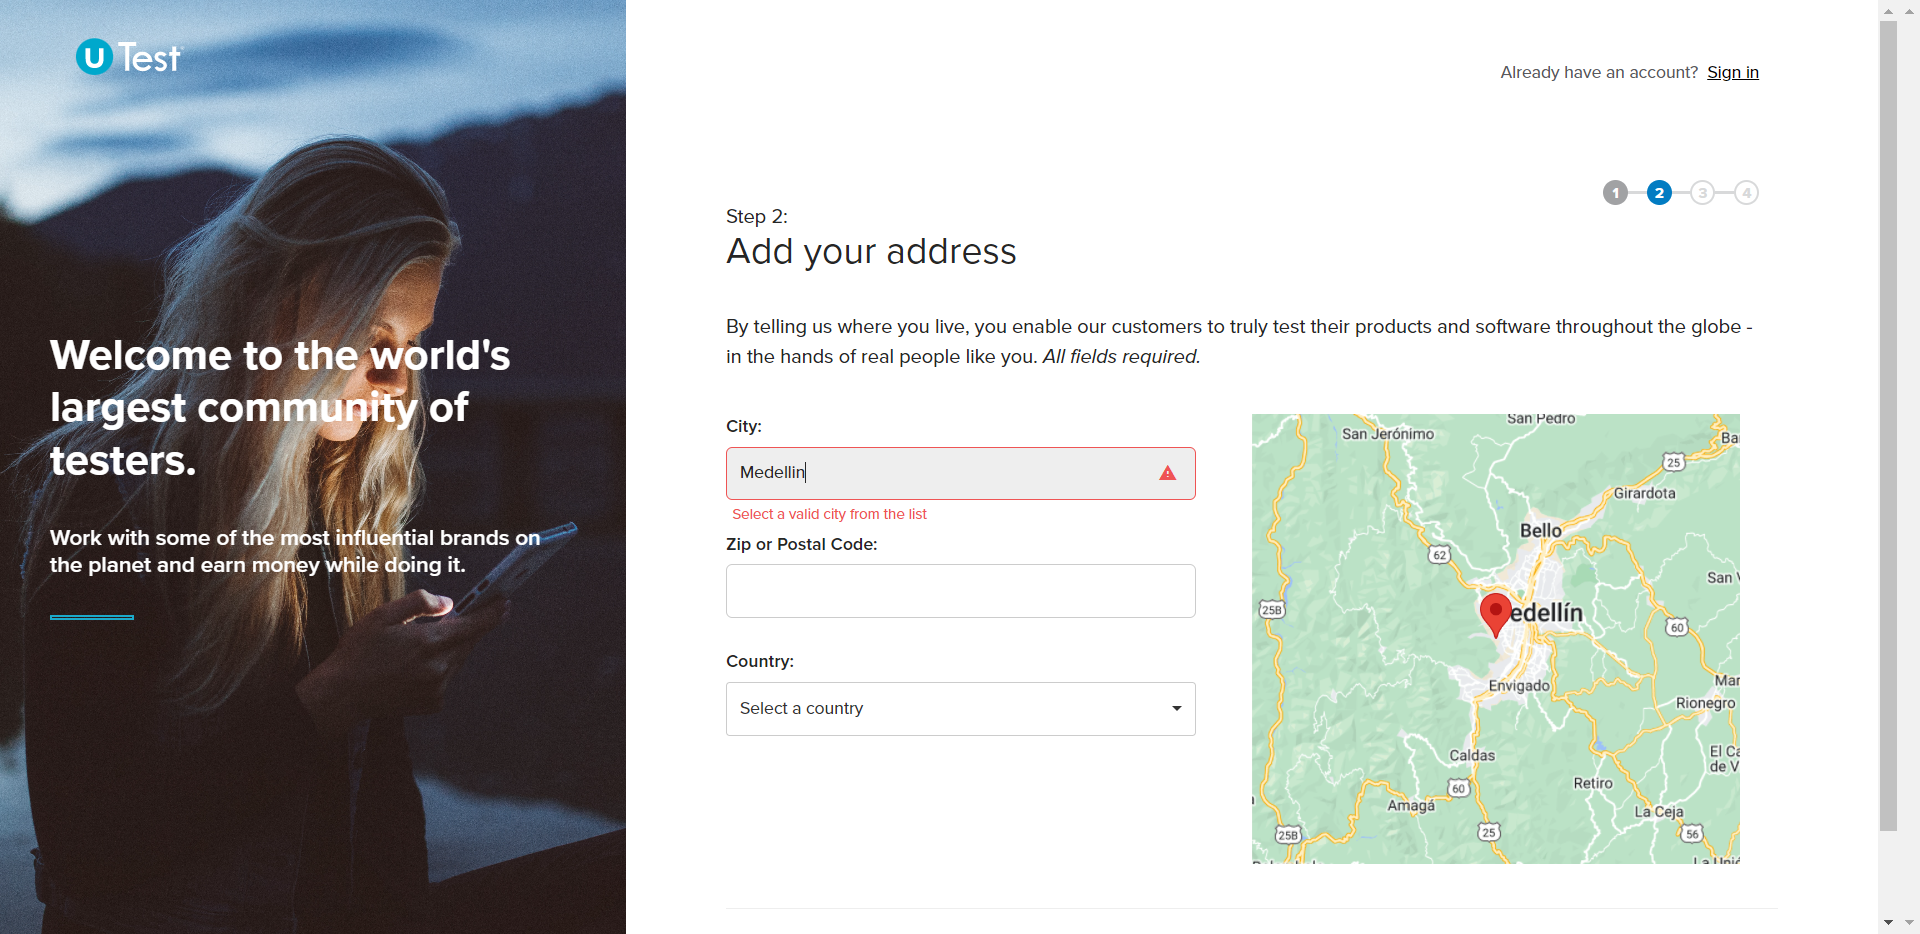 U Test
Already have an account? Sign in
1 2 3 4
Step 2:
Add your address
Welcome to the world's
largest community of
testers.
Work with some of the most influential brands on
the planet and earn money while doing it.
By telling us where you live, you enable our customers to truly test their products and software throughout the globe -
in the hands of real people like you. All fields required.
City:
Medellin
Select a valid city from the list
Zip or Postal Code:
Country:
Select a country
San Pedro
San Jerónimo
Ba
25
Girardota
Bello
62
San V
25B
edellín
60
Envigado
Mar
Rionegro
Caldas
El Ca
de V
Retiro
60
Amagá
La Ceja
25B
25
56